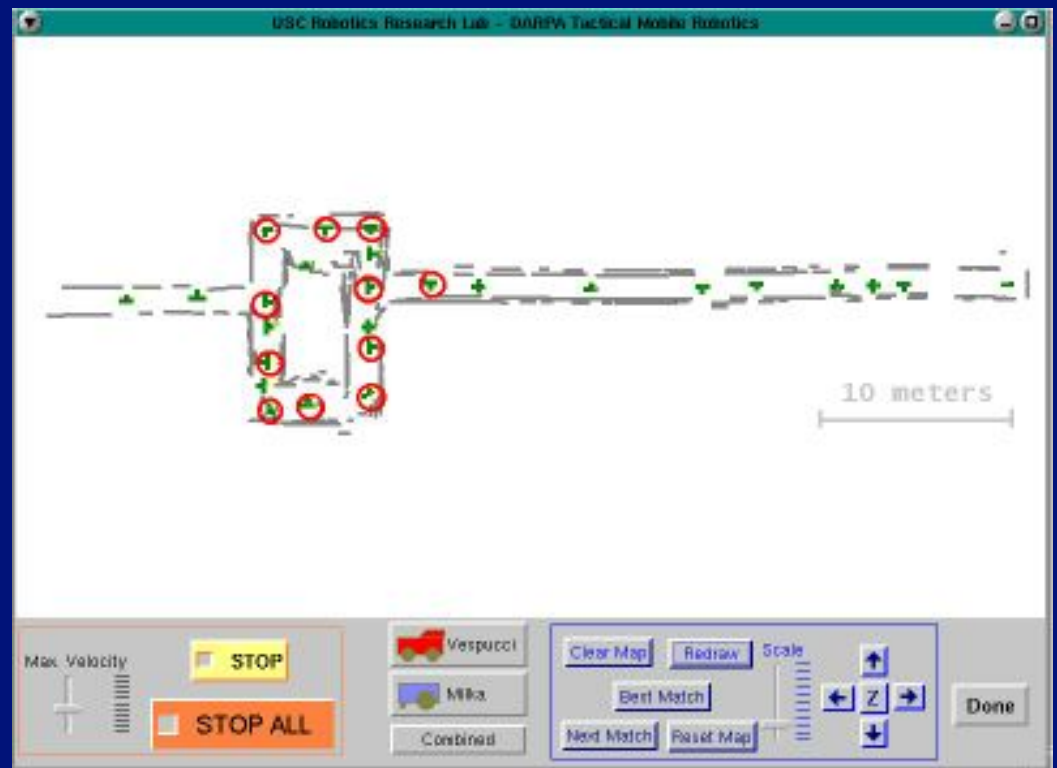 USC Robotics Research Lab - DARPA Tactical Mobile Robotics
10 meters
Max. Velocity
STOP
STOP ALL
Vespucci
Milka
Combined
Clear Map
Redraw
Scale
Best Match
Next Match
Reset Map
Z
Done